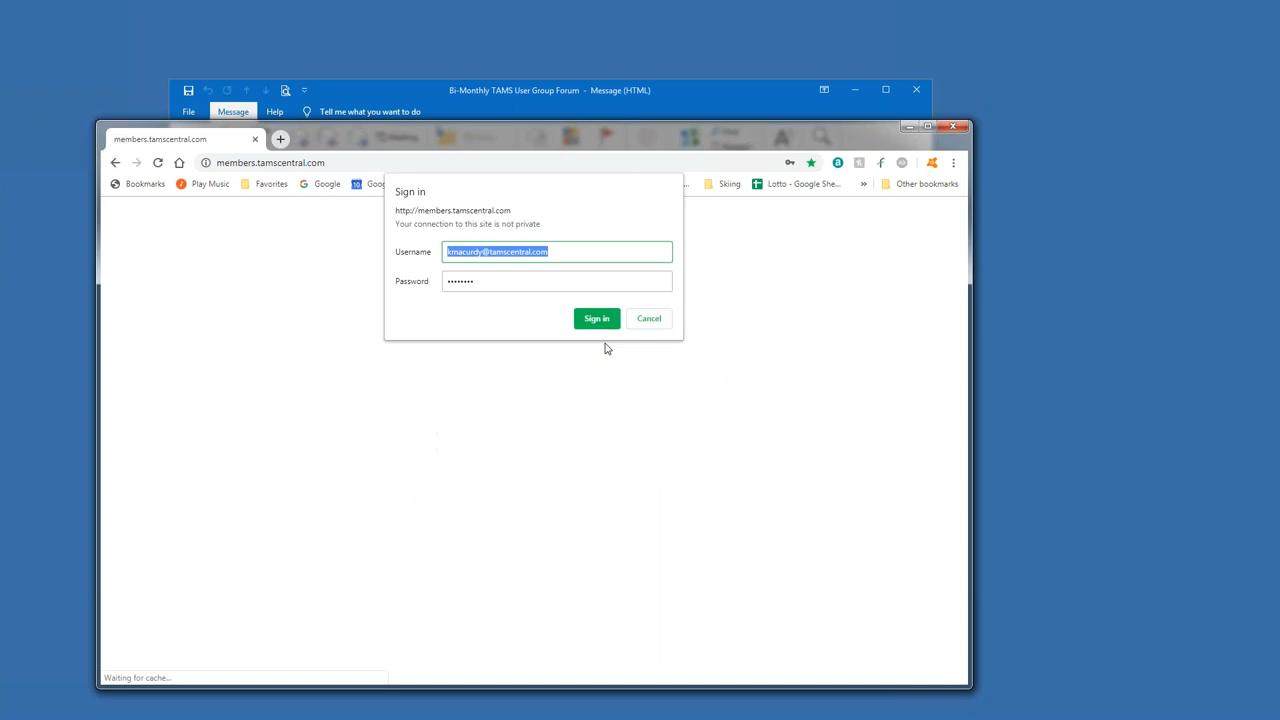 Bi-Monthly TAMS User Group Forum - Message (HTML)
File Message Help Tell me what you want to do
members.tamscentral.com
members.tamscentral.com
Bookmarks Play Music Favorites Google Goo Skiing Lotto - Google She... » Other bookmarks
Sign in
http://members.tamscentral.com
Your connection to this site is not private
Username kmacurdy@tamscentral.com
Password ••••••••
Sign in Cancel
Waiting for cache...